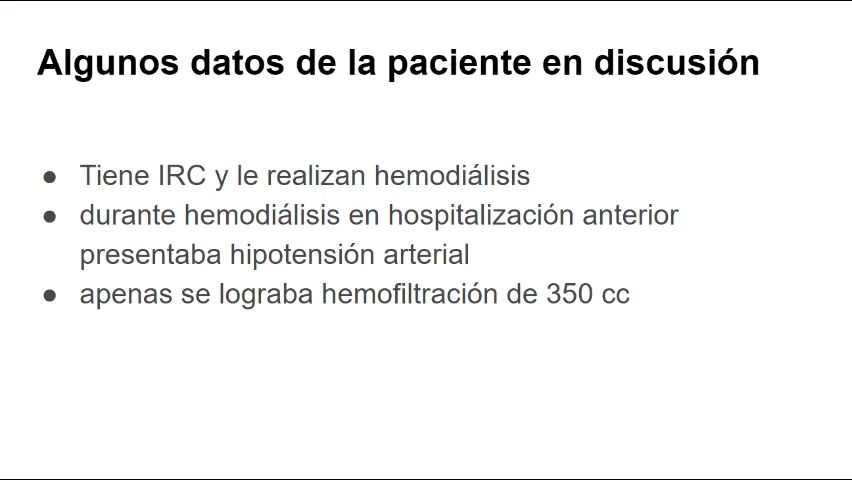 Algunos datos de la paciente en discusión
● Tiene IRC y le realizan hemodiálisis
● durante hemodiálisis en hospitalización anterior
presentaba hipotensión arterial
● apenas se lograba hemofiltración de 350 cc